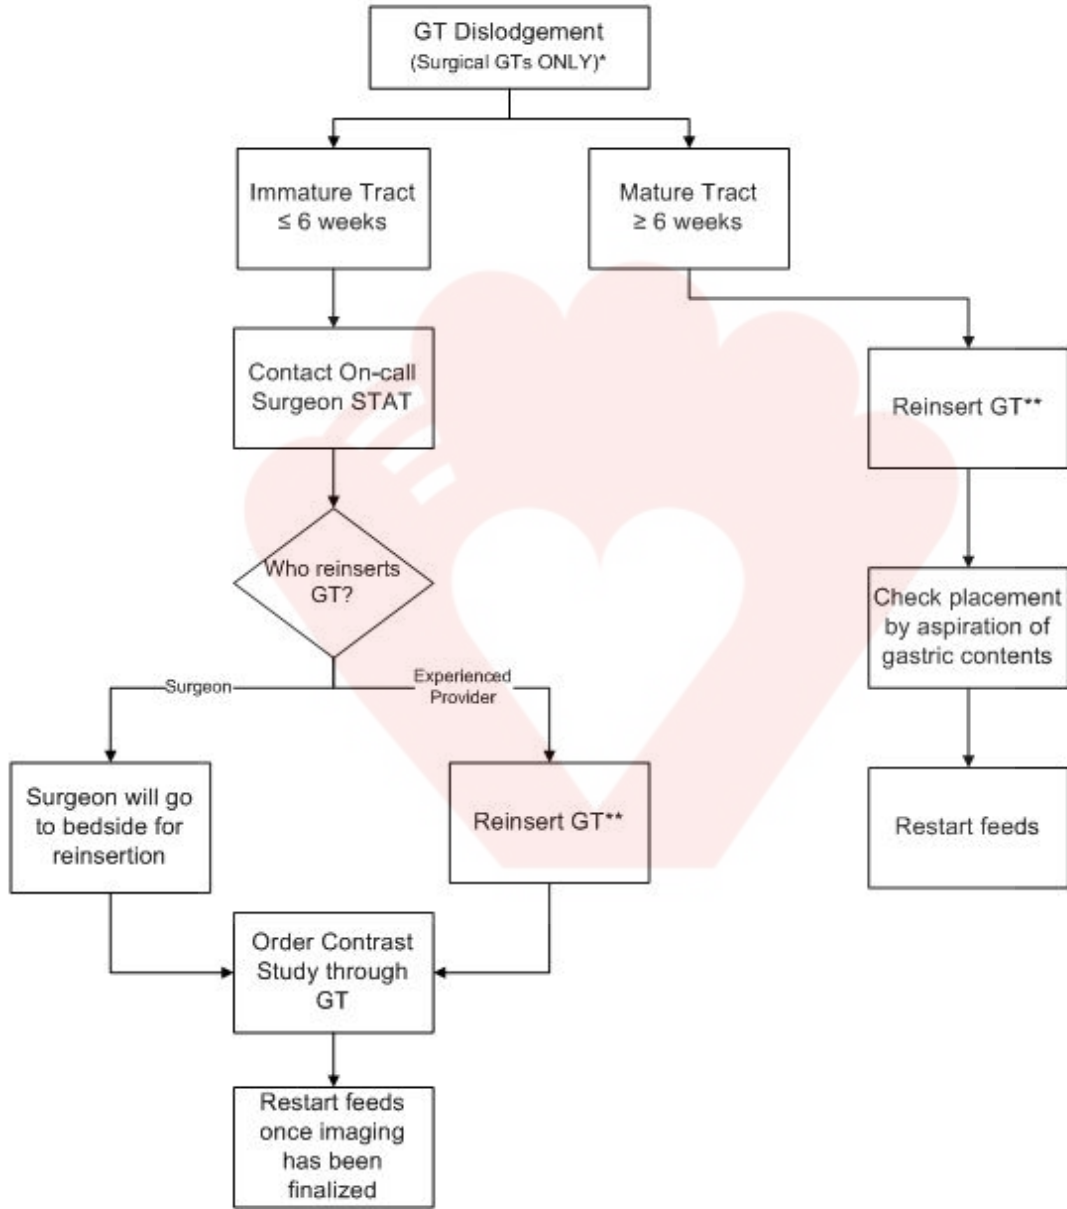 GT Dislodgement
(Surgical GTs ONLY)*
Immature Tract
≤ 6 weeks
Mature Tract
≥ 6 weeks
Contact On-call
Surgeon STAT
Reinsert GT**
Who reinserts
GT?
Check placement
by aspiration of
gastric contents
Surgeon
Experienced
Provider
Surgeon will go
to bedside for
reinsertion
Reinsert GT**
Restart feeds
Order Contrast
Study through
GT
Restart feeds
once imaging
has been
finalized